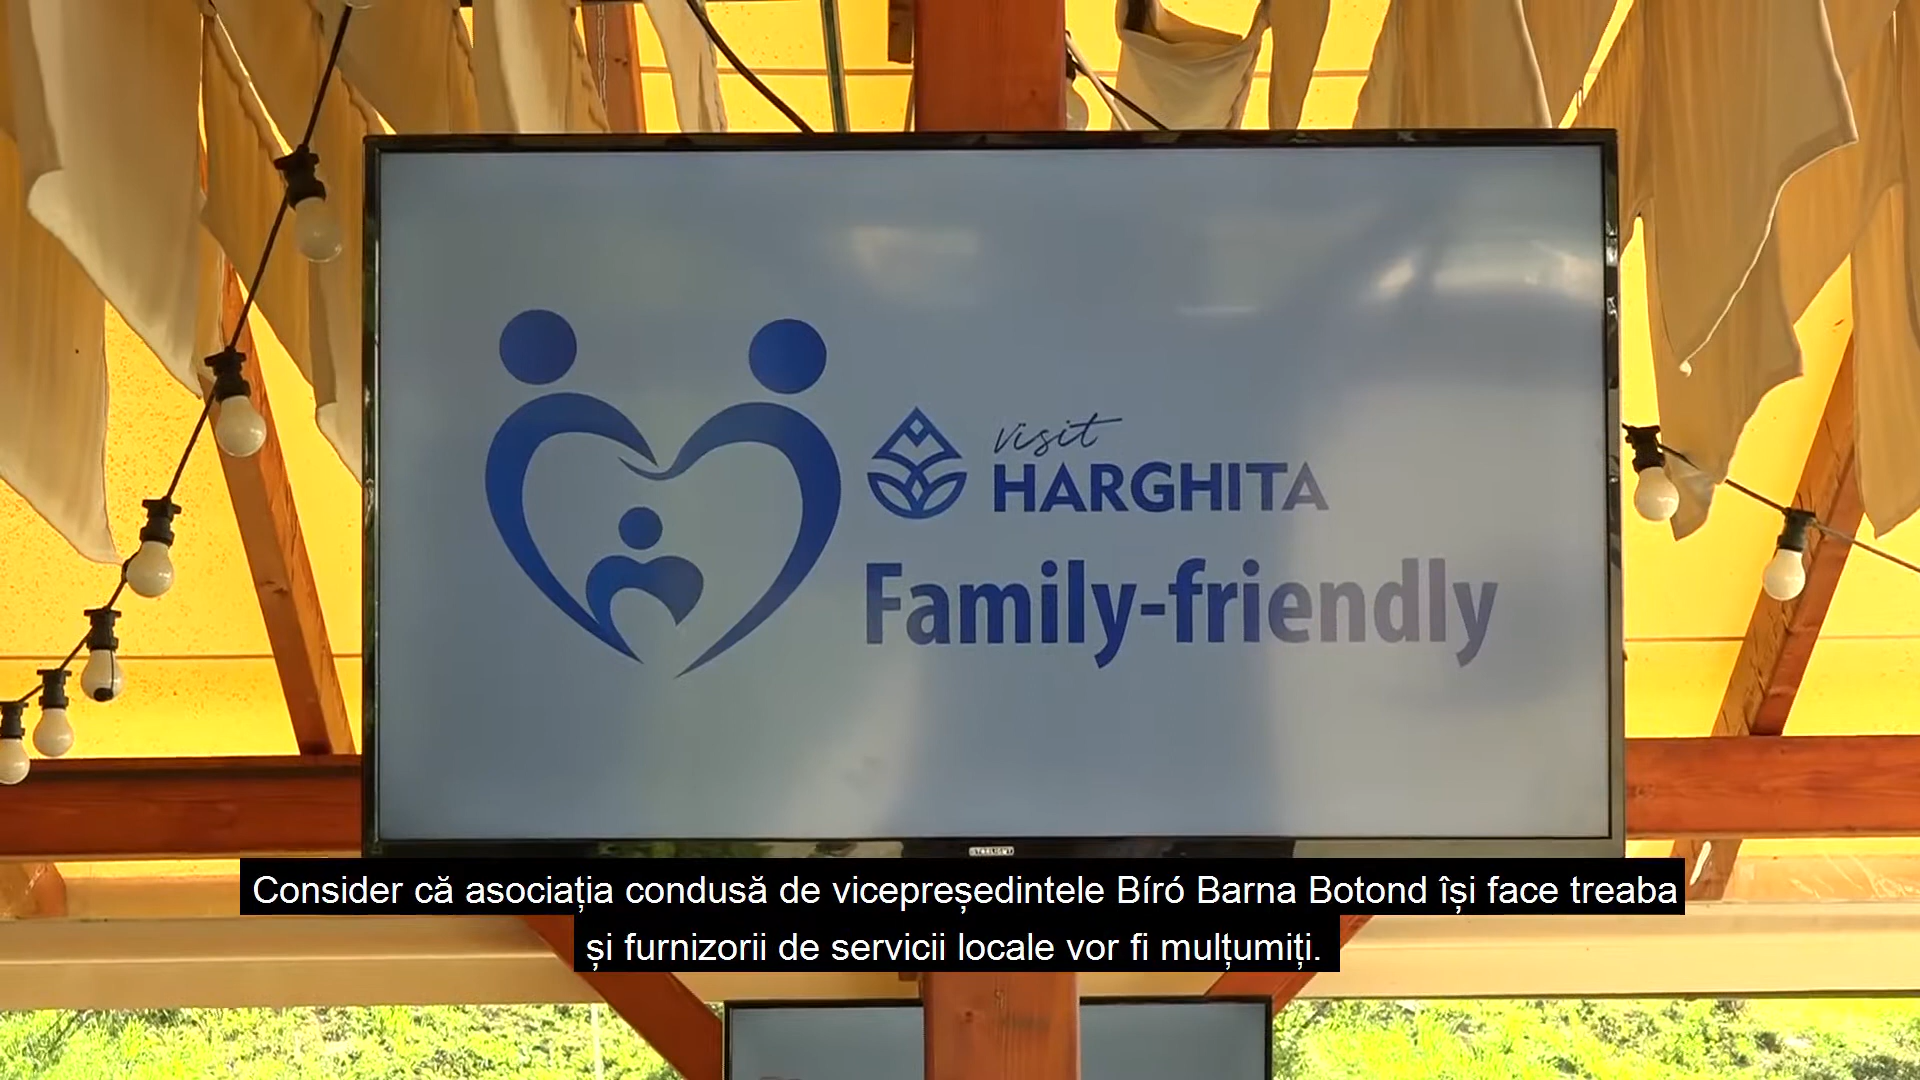 Visit
HARGHITA
Family-friendly
Consider că asociația condusă de vicepreședintele Bíró Barna Botond își face treaba
și furnizorii de servicii locale vor fi mulțumiți.